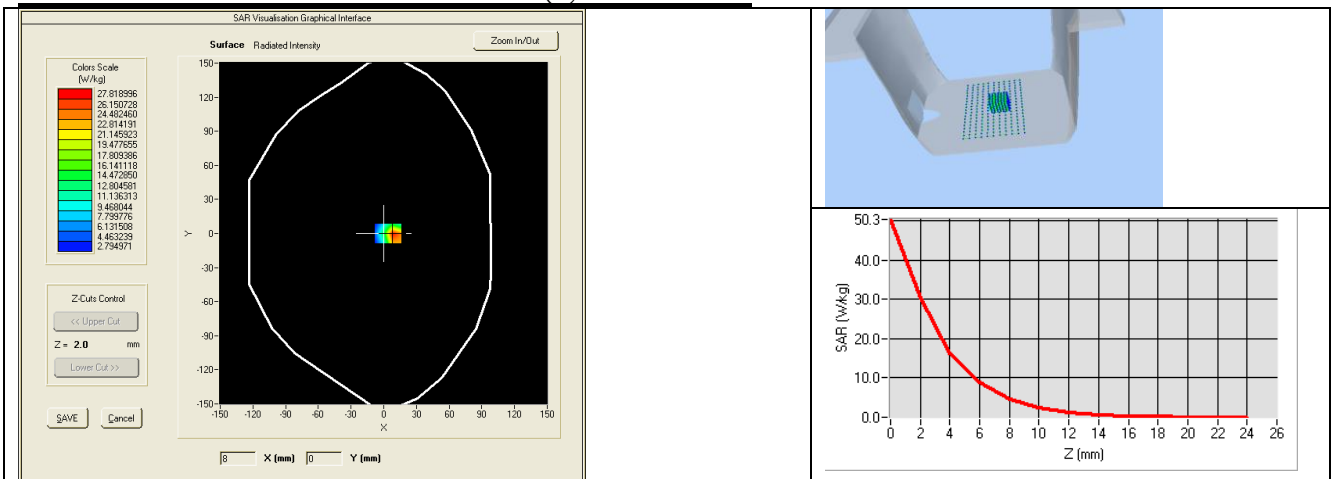 SAR Visualisation Graphical Interface
Surface Radiated Intensity
Zoom In/Out
Colors Scale
(W/kg)
27.818996
26.150728
24.482460
22.814191
21.145923
19.477655
17.809386
16.141118
14.472850
12.804581
11.136313
9.468044
7.799776
6.131508
4.463239
2.794971
Z-Cuts Control
<< Upper Cut
Z = 2.0 mm
Lower Cut >>
SAVE Cancel
150-
120-
90-
60-
30-
0-
-30-
-60-
-90-
-120-
-150-
Y
-150 -120 -90 -60 -30 0 30 60 90 120 150
X
8 X (mm) 0 Y (mm)
50.3-
40.0-
30.0-
20.0-
10.0-
0.0-
SAR (W/kg)
0 2 4 6 8 10 12 14 16 18 20 22 24 26
Z (mm)